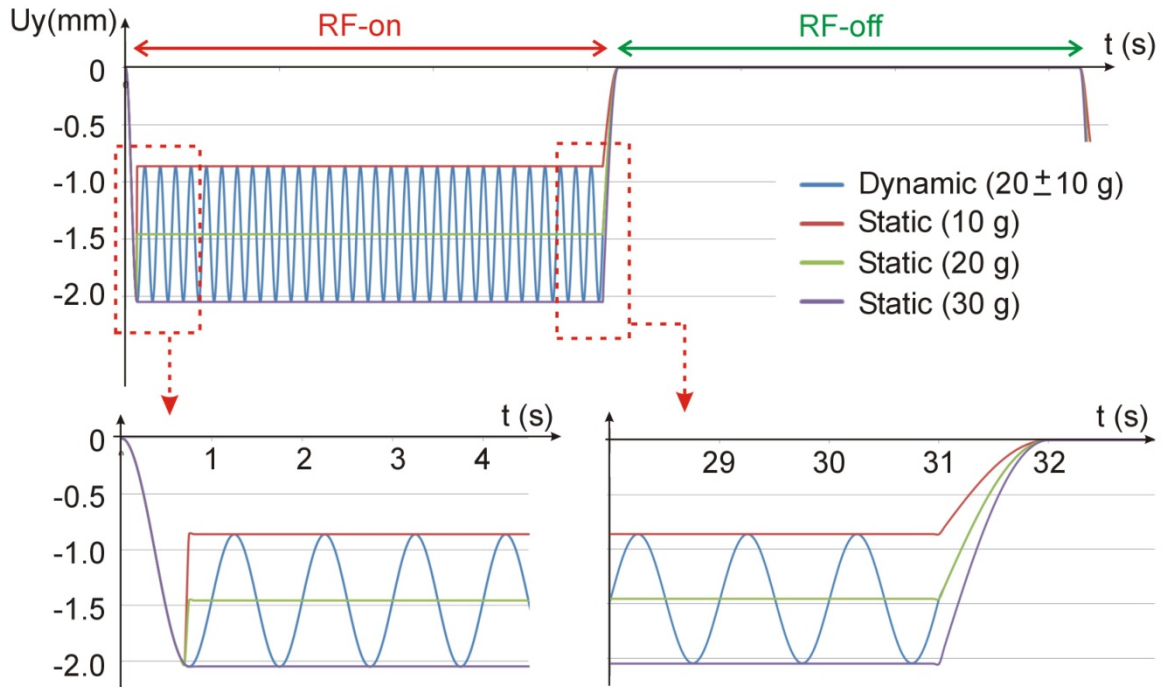 Uy(mm)
RF-on
RF-off
t (s)
0
0
-0.5
-1.0
-1.5
-2.0
Dynamic (20 ± 10 g)
Static (10 g)
Static (20 g)
Static (30 g)
t (s)
0
1
2
3
4
-0.5
-1.0
-1.5
-2.0
t (s)
29
30
31
32